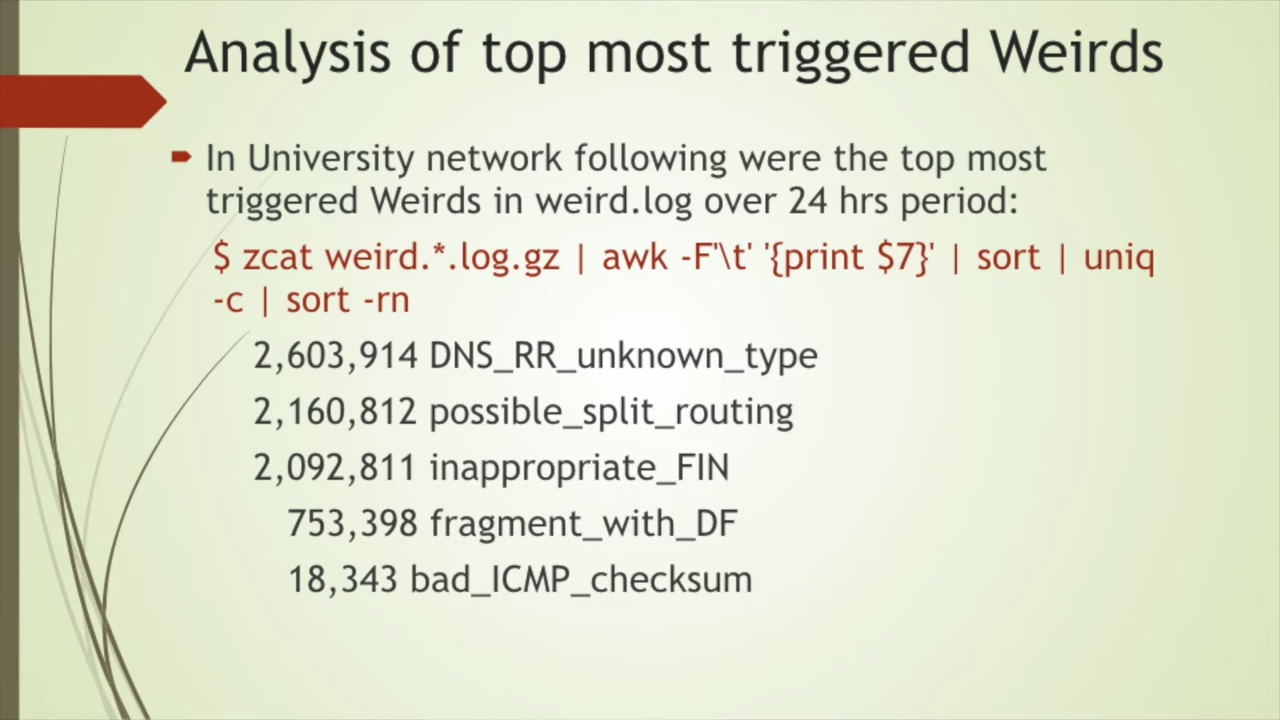 Analysis of top most triggered Weirds
In University network following were the top most
triggered Weirds in weird.log over 24 hrs period:
$ zcat weird.*.log.gz | awk -F'\t' '{print $7}' | sort | uniq
-c | sort -rn
2,603,914 DNS_RR_unknown_type
2,160,812 possible_split_routing
2,092,811 inappropriate_FIN
753,398 fragment_with_DF
18,343 bad_ICMP_checksum